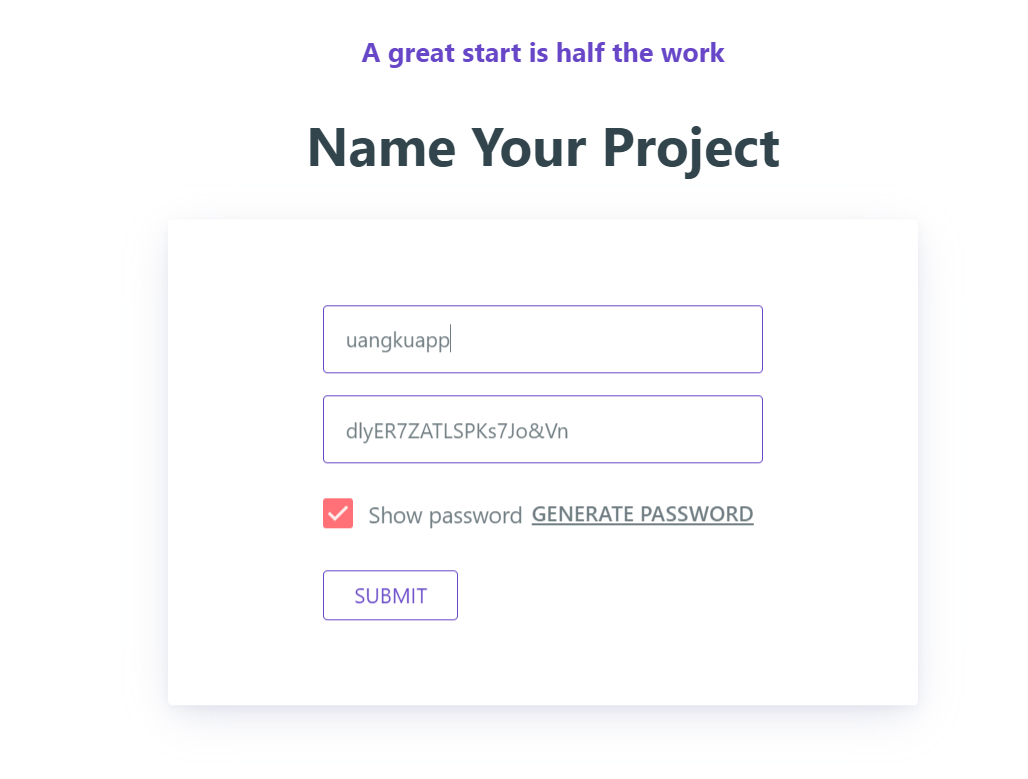 A great start is half the work
Name Your Project
uangkuapp
dlyER7ZATLSPKs7Jo&Vn
Show password GENERATE PASSWORD
SUBMIT